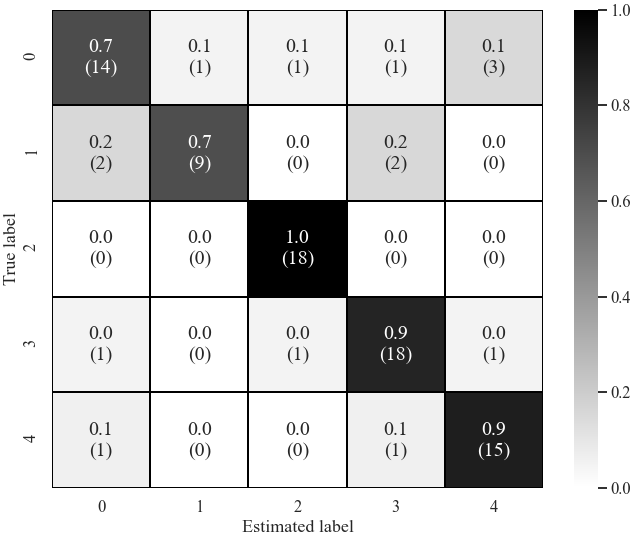 0.7 0.1 0.1 0.1 0.1
(14) (1) (1) (1) (3)
0
0.2 0.7 0.0 0.2 0.0
(2) (9) (0) (2) (0)
1
0.0 0.0 1.0 0.0 0.0
(0) (0) (18) (0) (0)
2
0.0 0.0 0.0 0.9 0.0
(1) (0) (1) (18) (1)
3
0.1 0.0 0.0 0.1 0.9
(1) (0) (0) (1) (15)
4
True label
0 1 2 3 4
Estimated label
1.0
0.8
0.6
0.4
0.2
0.0